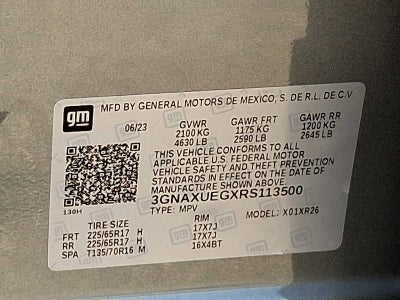 gm
MFD BY GENERAL MOTORS DE MEXICO, S. DE R.L. DE C.V
06/23 GVWR GAWR FRT GAWR RR
2100 KG 1175 KG 1200 KG
4630 LB 2590 LB 2645 LB
THIS VEHICLE CONFORMS TO ALL
APPLICABLE U.S. FEDERAL MOTOR
VEHICLE SAFETY AND THEFT PREVENTION
STANDARDS IN EFFECT ON THE DATE OF
MANUFACTURE SHOWN ABOVE.
3GNAXUEGXRS113500
130H TYPE: MPV MODEL: X01XR26
TIRE SIZE RIM
FRT 225/65R17 H 17X7J
RR 225/65R17 H 17X7J
SPA T135/70R16 M 16X4BT